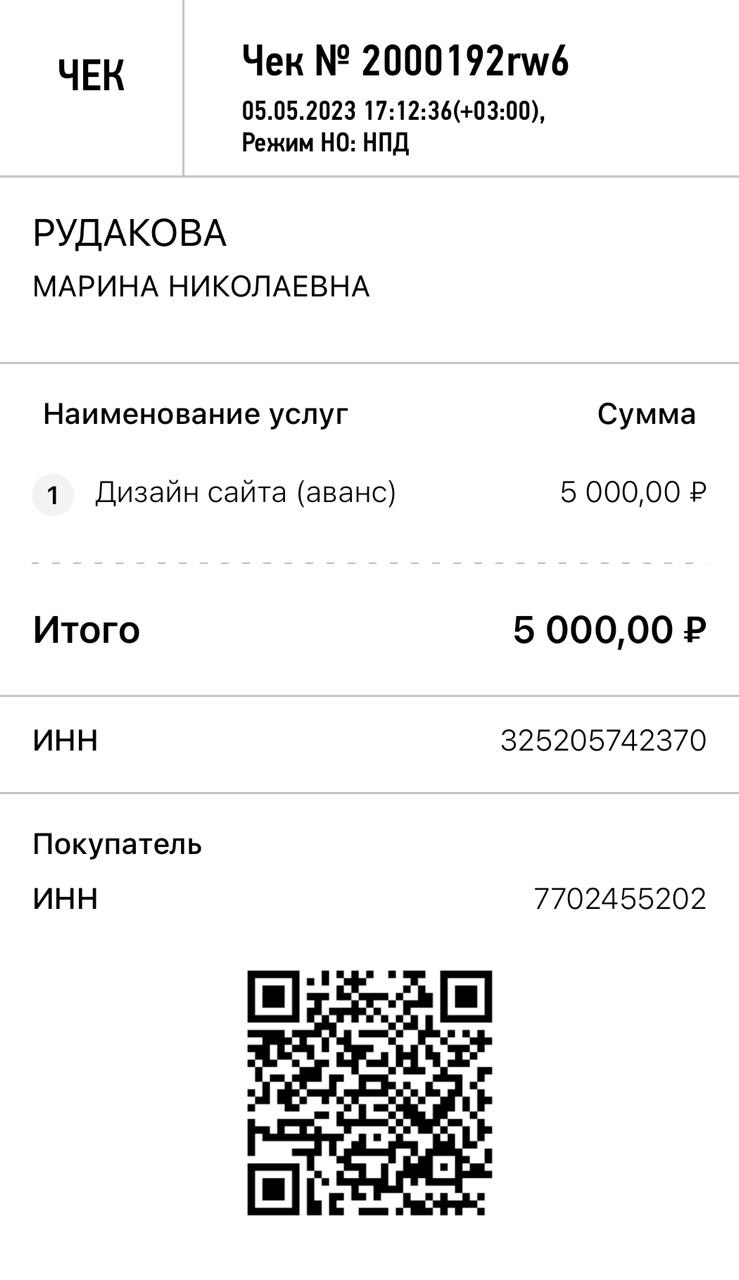 ЧЕК
Чек № 2000192rw6
05.05.2023 17:12:36(+03:00),
Режим НО: НПД
РУДАКОВА
МАРИНА НИКОЛАЕВНА
Наименование услуг Сумма
1 Дизайн сайта (аванс) 5 000,00 ₽
Итого 5 000,00 ₽
ИНН 325205742370
Покупатель
ИНН 7702455202